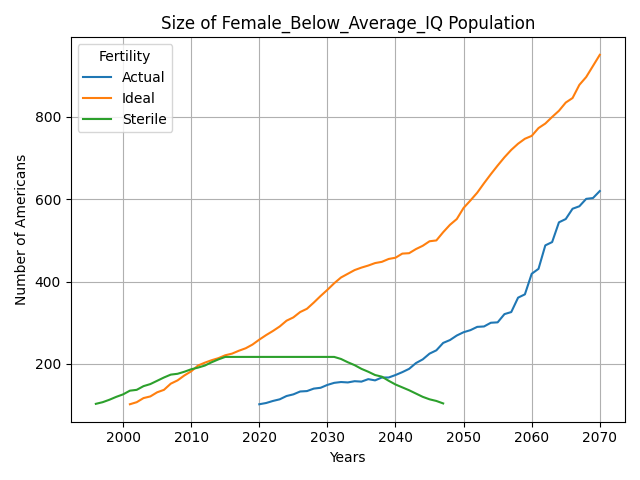 Size of Female_Below_Average_IQ Population
Fertility
Actual
Ideal
Sterile
Number of Americans
800
600
400
200
2000 2010 2020 2030 2040 2050 2060 2070
Years